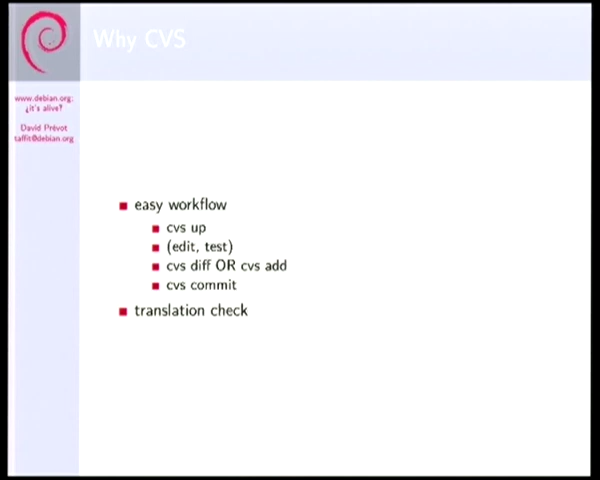 Why CVS
www.debian.org:
¿it's alive?
David Prévot
taffit@debian.org
easy workflow
cvs up
(edit, test)
cvs diff OR cvs add
cvs commit
translation check